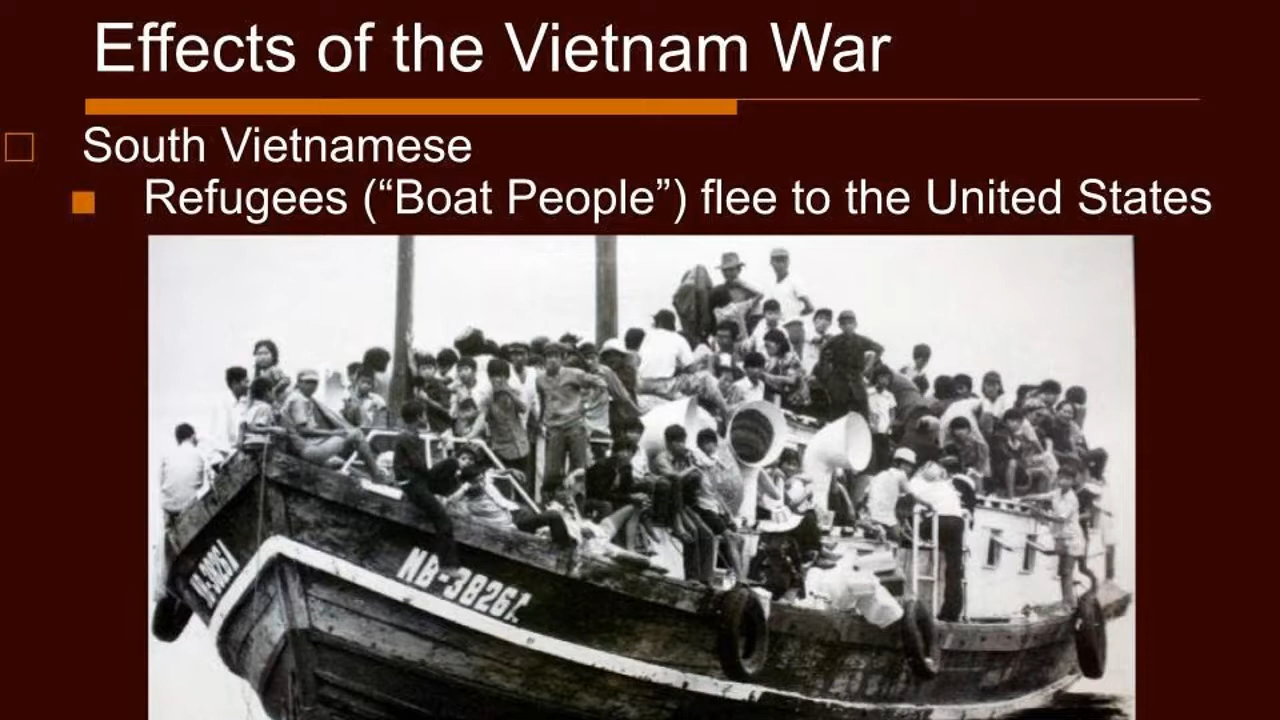 Effects of the Vietnam War
South Vietnamese
Refugees (“Boat People”) flee to the United States